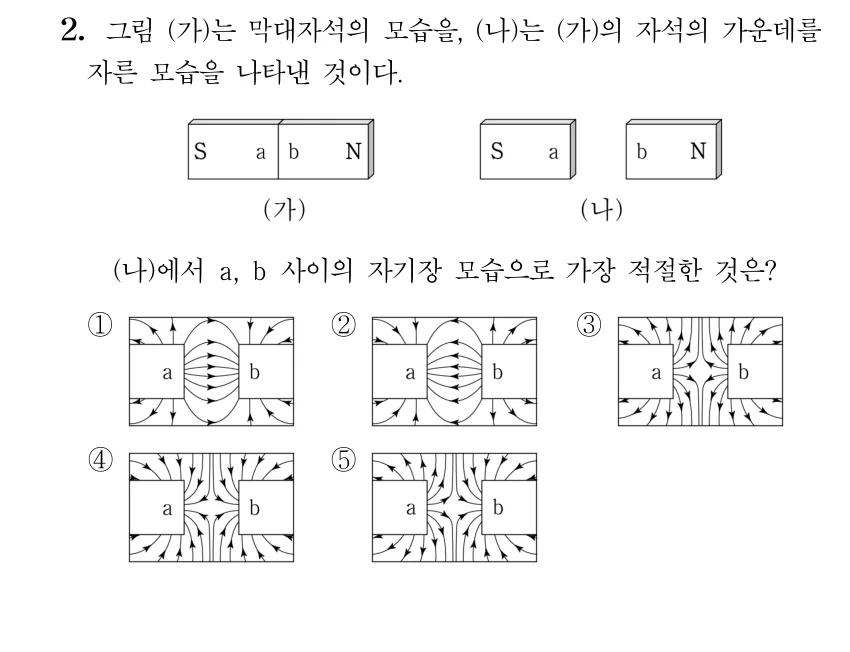 2. 그림 (가)는 막대자석의 모습을, (나)는 (가)의 자석의 가운데를
자른 모습을 나타낸 것이다.
S a b N S a b N
(가) (나)
(나)에서 a, b 사이의 자기장 모습으로 가장 적절한 것은?
① a b ② a b ③ a b
④ a b ⑤ a b